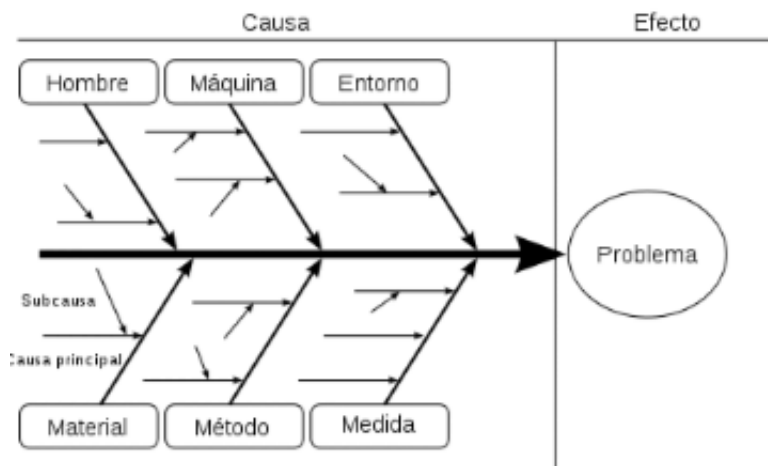 Causa
Efecto
Hombre
Máquina
Entorno
Problema
Subcausa
Causa principal
Material
Método
Medida